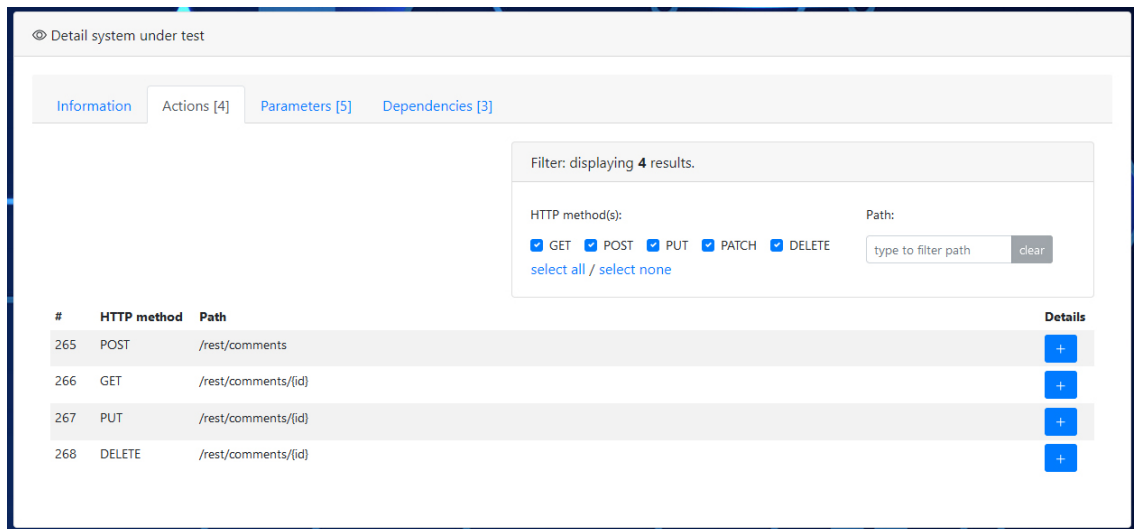 Detail system under test
Information Actions [4] Parameters [5] Dependencies [3]
Filter: displaying 4 results.
HTTP method(s): Path:
GET POST PUT PATCH DELETE type to filter path clear
select all / select none
# HTTP method Path Details
265 POST /rest/comments +
266 GET /rest/comments/{id} +
267 PUT /rest/comments/{id} +
268 DELETE /rest/comments/{id} +